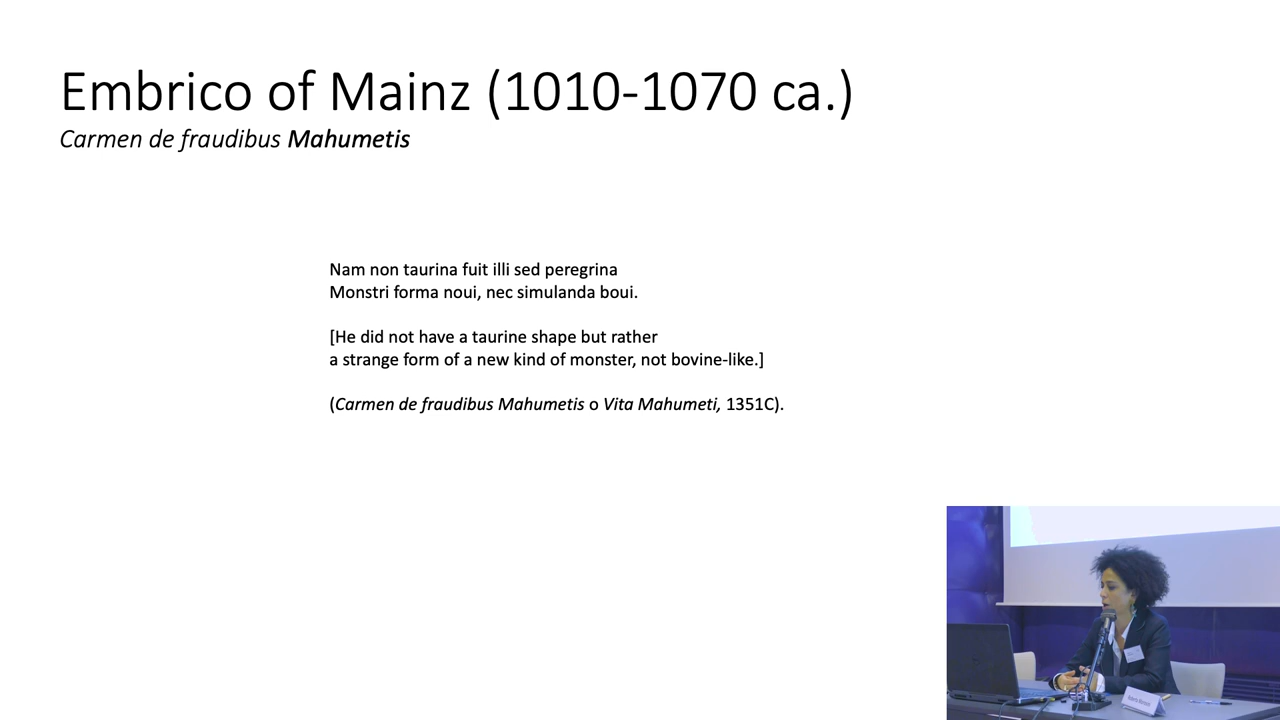 Embrico of Mainz (1010-1070 ca.)
Carmen de fraudibus Mahumetis
Nam non taurina fuit illi sed peregrina
Monstri forma noui, nec simulanda boui.
[He did not have a taurine shape but rather
a strange form of a new kind of monster, not bovine-like.]
(Carmen de fraudibus Mahumetis o Vita Mahumeti, 1351C).